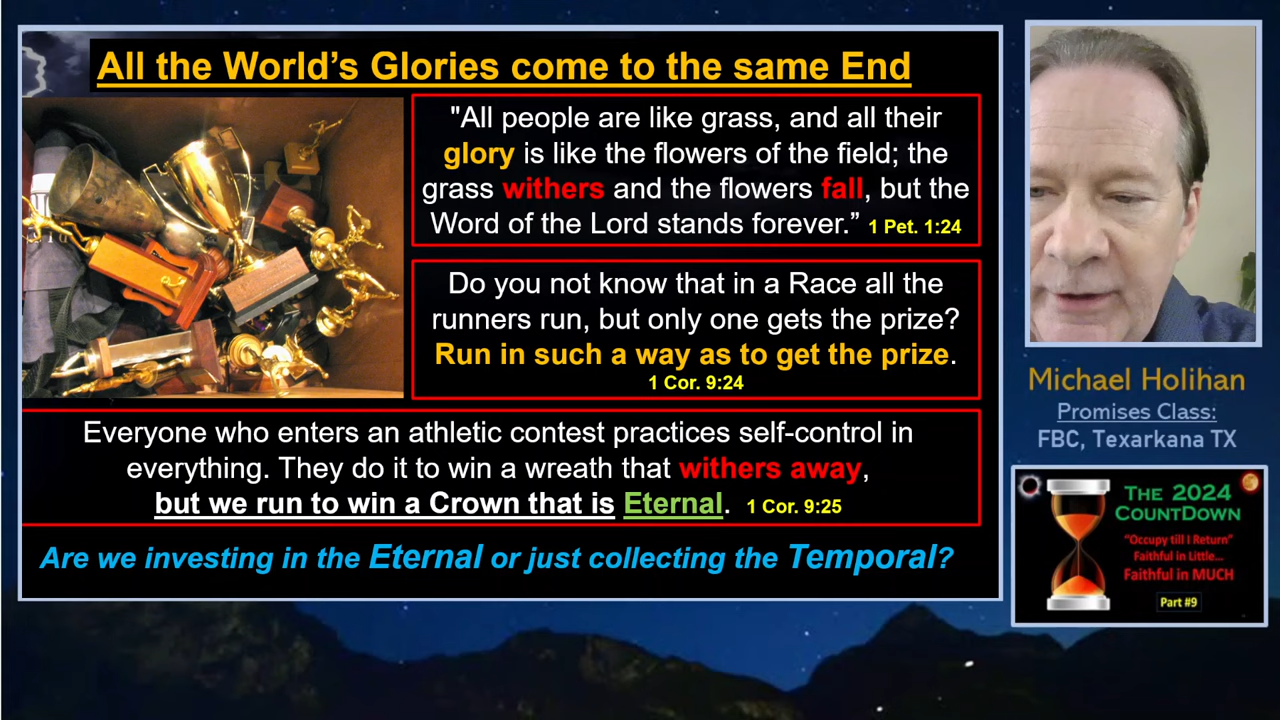 All the World's Glories come to the same End
"All people are like grass, and all their
glory is like the flowers of the field; the
grass withers and the flowers fall, but the
Word of the Lord stands forever.” 1 Pet. 1:24
Do you not know that in a Race all the
runners run, but only one gets the prize?
Run in such a way as to get the prize.
1 Cor. 9:24
Everyone who enters an athletic contest practices self-control in
everything. They do it to win a wreath that withers away,
but we run to win a Crown that is Eternal. 1 Cor. 9:25
Are we investing in the Eternal or just collecting the Temporal?
Michael Holihan
Promises Class:
FBC, Texarkana TX
THE 2024
COUNTDOWN
“Occupy till I Return”
Faithful in Little...
Faithful in MUCH
Part #9